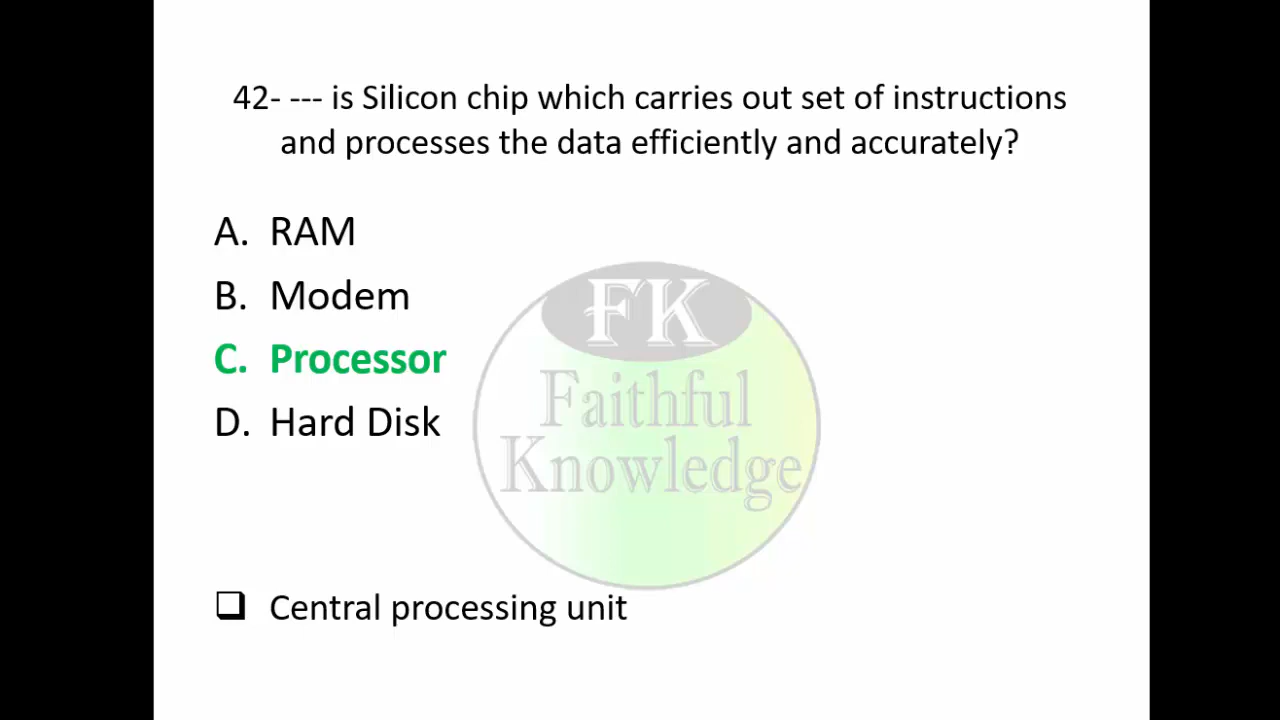 42- --- is Silicon chip which carries out set of instructions
and processes the data efficiently and accurately?
A. RAM
B. Modem
C. Processor
D. Hard Disk
FK
Faithful
Knowledge
❑ Central processing unit